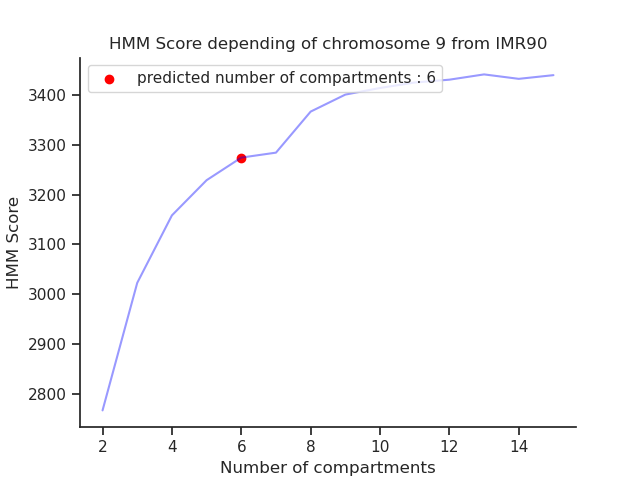 HMM Score depending of chromosome 9 from IMR90
predicted number of compartments : 6
3400
3300
3200
3100
3000
2900
2800
HMM Score
2 4 6 8 10 12 14
Number of compartments